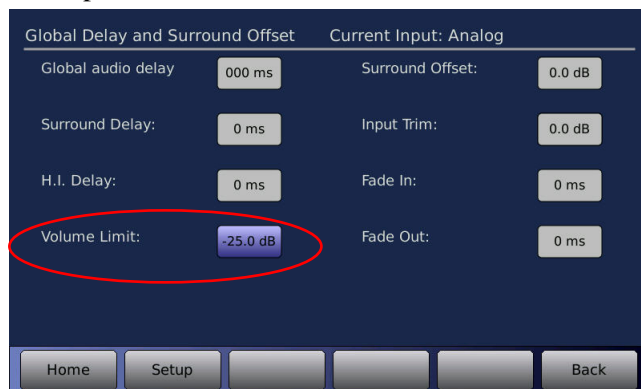 Global Delay and Surround Offset Current Input: Analog
Global audio delay 000 ms Surround Offset: 0.0 dB
Surround Delay: 0 ms Input Trim: 0.0 dB
H.I. Delay: 0 ms Fade In: 0 ms
Volume Limit: -25.0 dB Fade Out: 0 ms
Home Setup Back